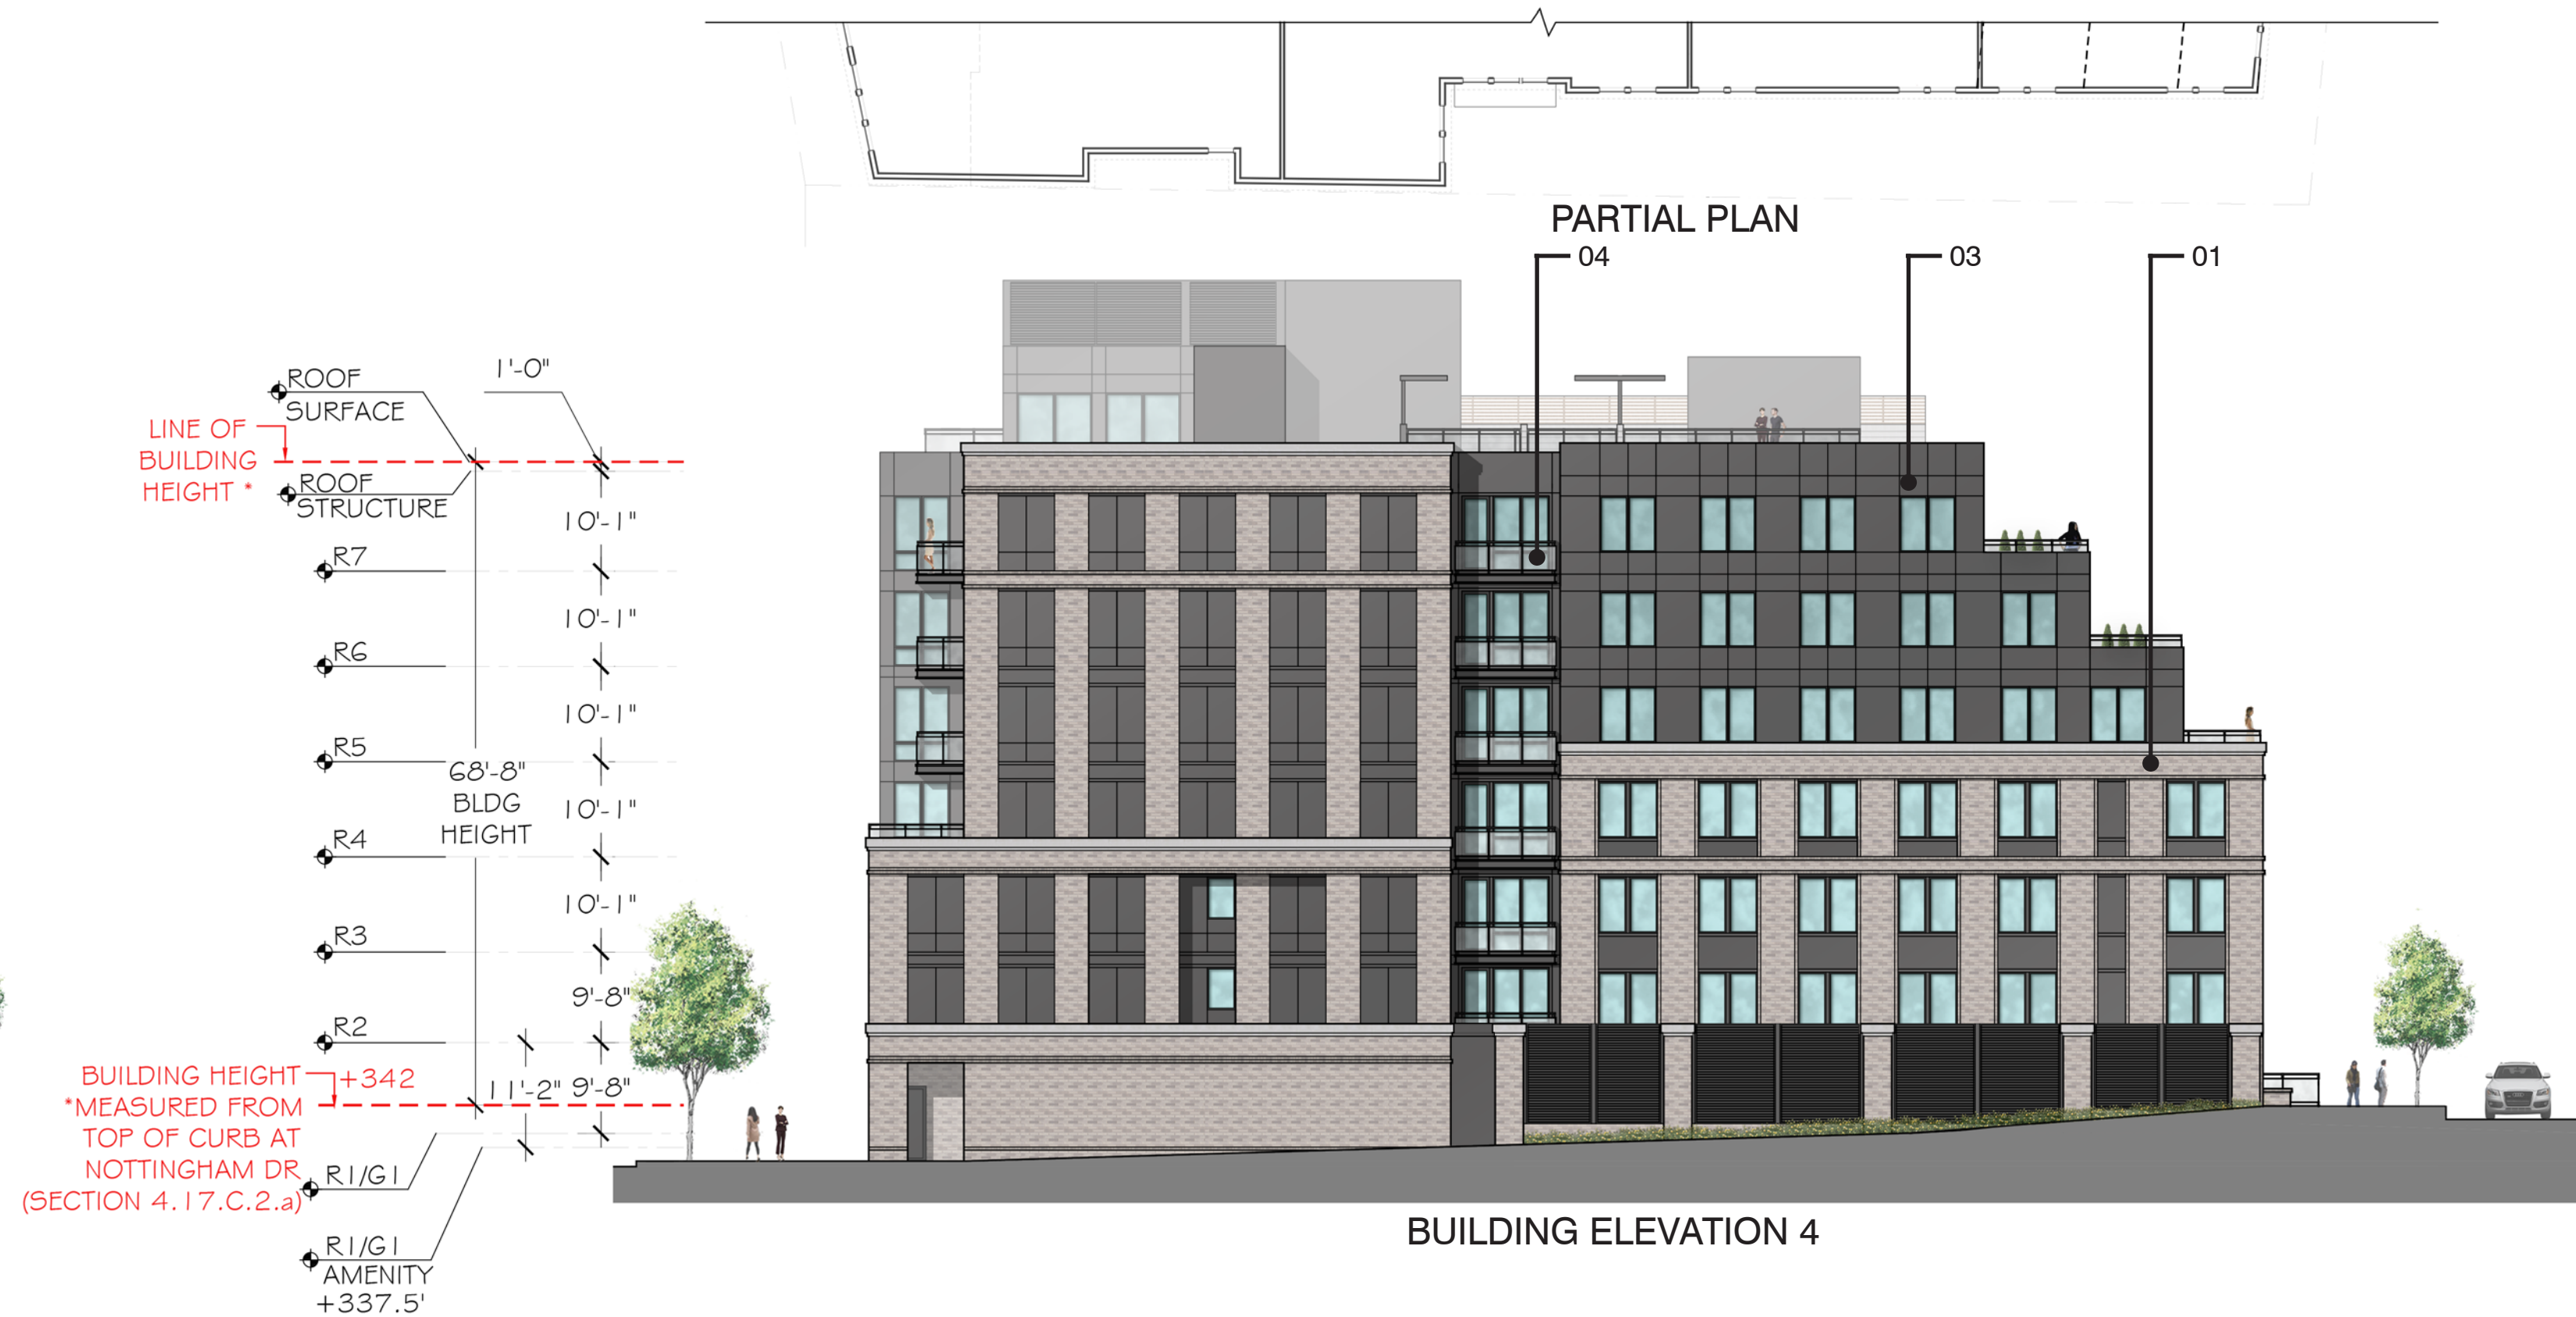 PARTIAL PLAN
04
03
01
ROOF
SURFACE
1'-0"
LINE OF
BUILDING
HEIGHT *
ROOF
STRUCTURE
10'-1"
R7
10'-1"
R6
10'-1"
R5
68'-8"
BLDG
HEIGHT
10'-1"
R4
10'-1"
R3
9'-8"
R2
BUILDING HEIGHT
*MEASURED FROM
TOP OF CURB AT
NOTTINGHAM DR
(SECTION 4.17.C.2.a)
+342
11'-2"
9'-8"
R1/G1
R1/G1
AMENITY
+337.5'
BUILDING ELEVATION 4